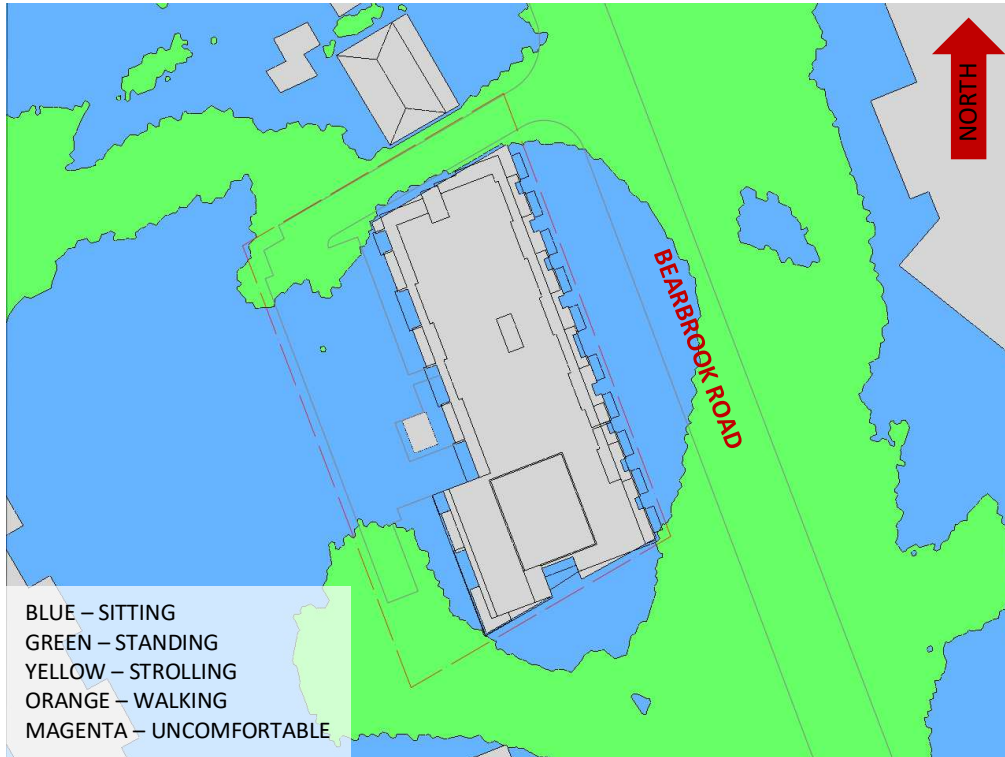 NORTH
BEARBROOK ROAD
BLUE – SITTING
GREEN – STANDING
YELLOW – STROLLING
ORANGE – WALKING
MAGENTA – UNCOMFORTABLE